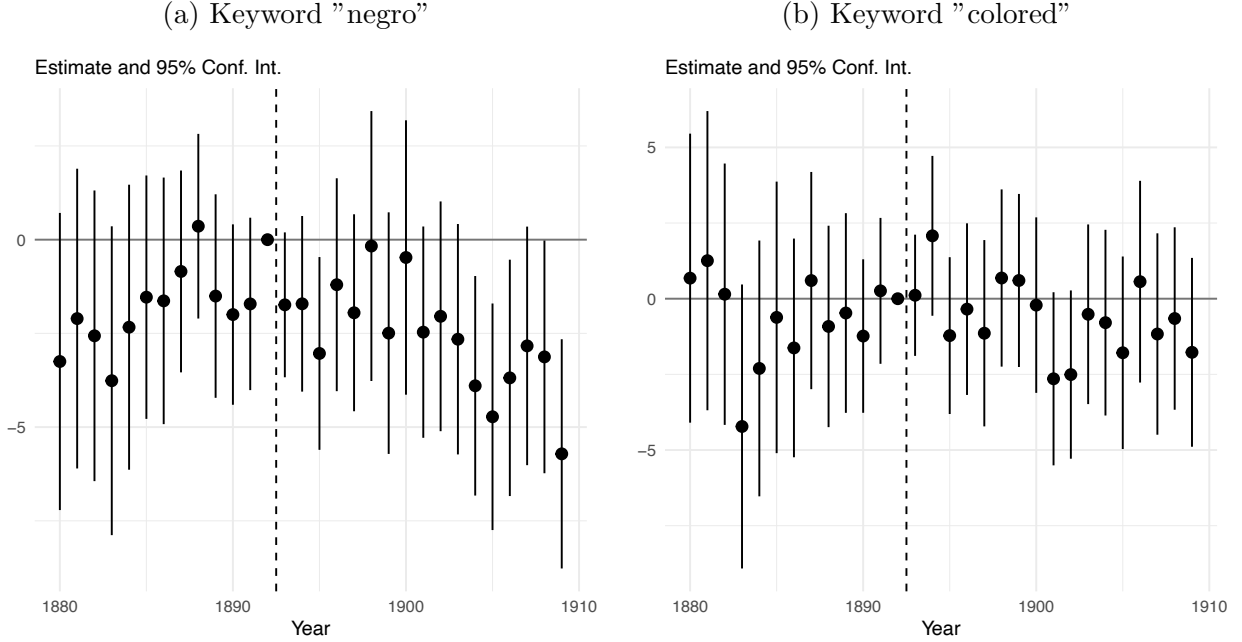 (a) Keyword "negro"
Estimate and 95% Conf. Int.
0
−5
1880
1890
1900
1910
Year
(b) Keyword "colored"
Estimate and 95% Conf. Int.
5
0
−5
1880
1890
1900
1910
Year